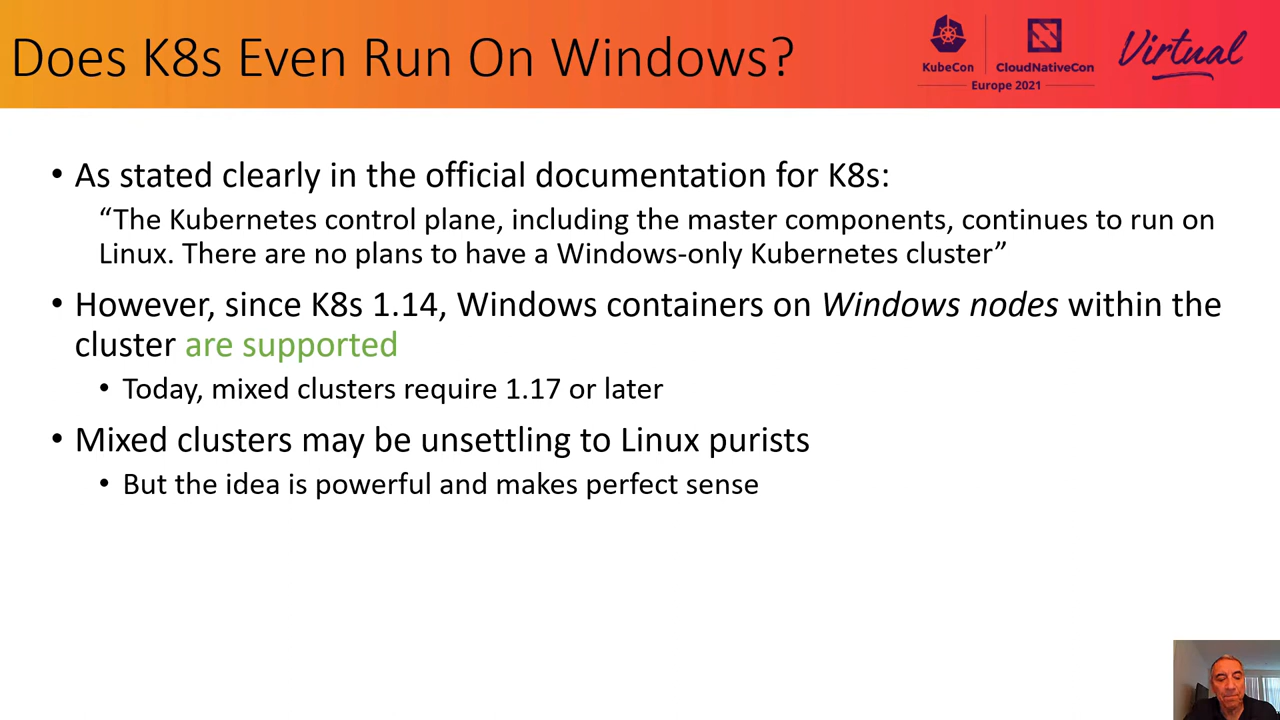 Does K8s Even Run On Windows?
KubeCon
CloudNativeCon
Europe 2021
Virtual
• As stated clearly in the official documentation for K8s:
“The Kubernetes control plane, including the master components, continues to run on
Linux. There are no plans to have a Windows-only Kubernetes cluster”
• However, since K8s 1.14, Windows containers on Windows nodes within the
cluster are supported
• Today, mixed clusters require 1.17 or later
• Mixed clusters may be unsettling to Linux purists
• But the idea is powerful and makes perfect sense